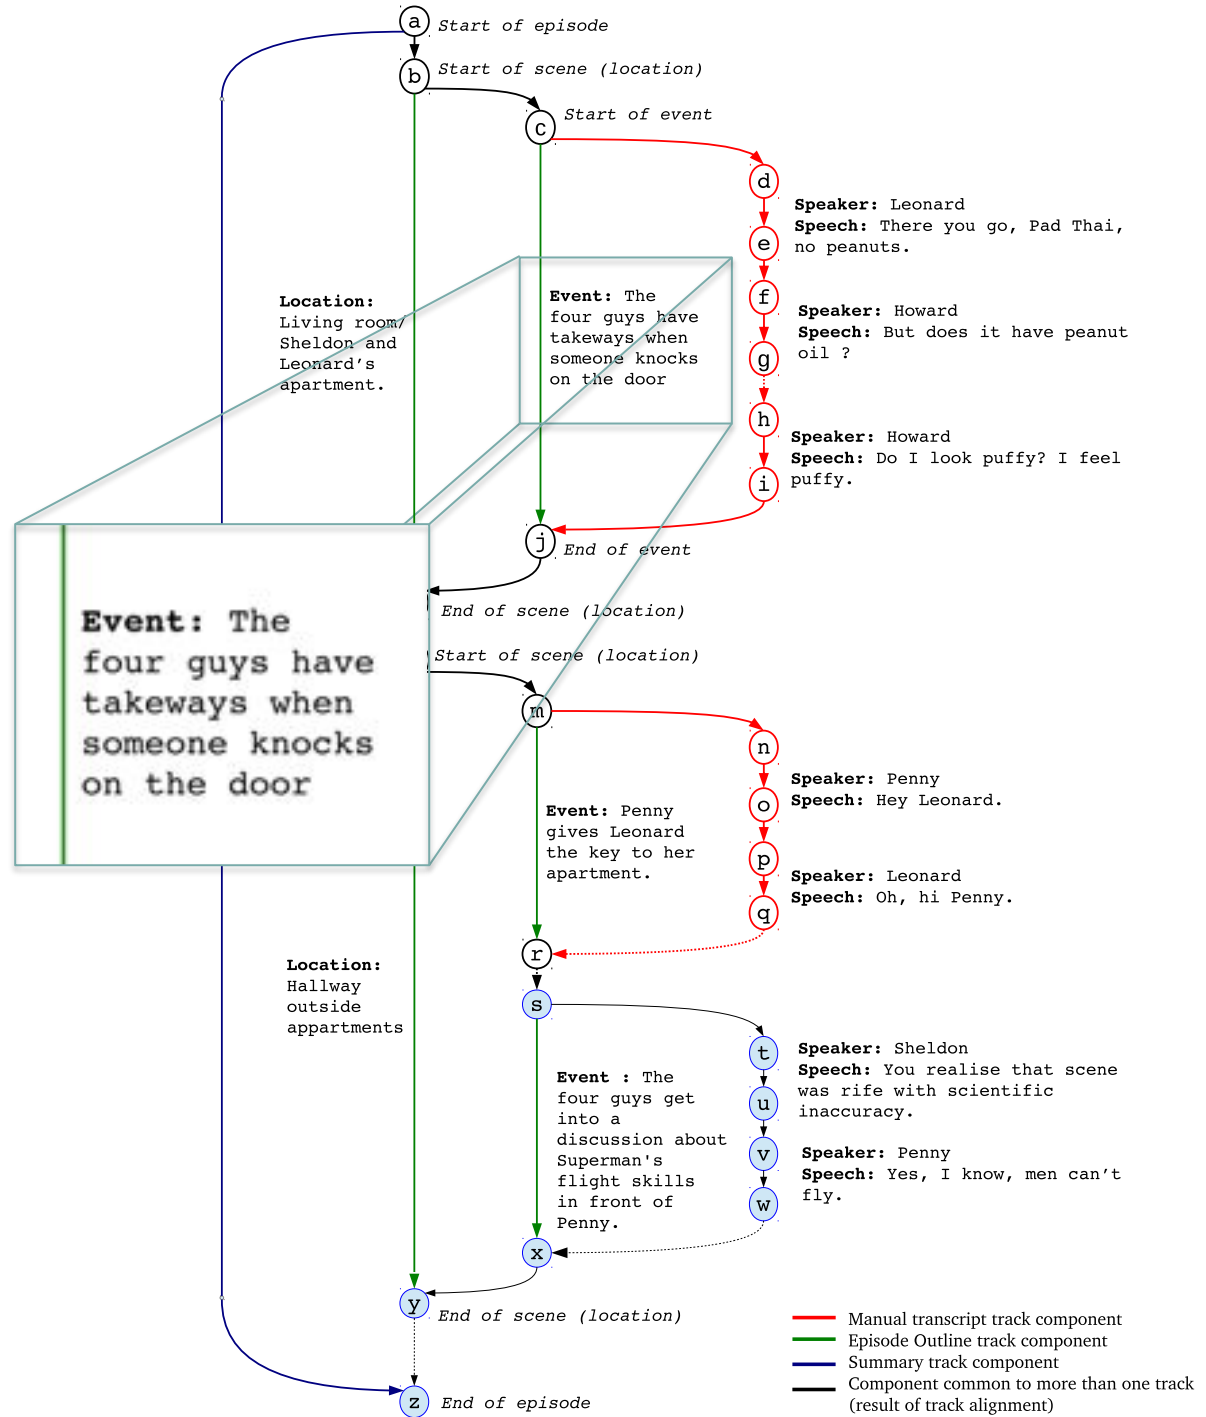 a
Start of episode
b
Start of scene (location)
c
Start of event
d
Speaker: Leonard
Speech: There you go, Pad Thai,
no peanuts.
e
f
Speaker: Howard
Speech: But does it have peanut
oil ?
g
h
Speaker: Howard
Speech: Do I look puffy? I feel
puffy.
i
Location:
Living room/
Sheldon and
Leonard’s
apartment.
Event: The
four guys have
takeways when
someone knocks
on the door
j
End of event
End of scene (location)
Event: The
four guys have
takeways when
someone knocks
on the door
Start of scene (location)
m
n
Speaker: Penny
Speech: Hey Leonard.
o
p
Speaker: Leonard
Speech: Oh, hi Penny.
q
Event: Penny
gives Leonard
the key to her
apartment.
r
Location:
Hallway
outside
appartments
s
t
Speaker: Sheldon
Speech: You realise that scene
was rife with scientific
inaccuracy.
u
v
Speaker: Penny
Speech: Yes, I know, men can’t
fly.
w
Event : The
four guys get
into a
discussion about
Superman's
flight skills
in front of
Penny.
x
y
End of scene (location)
z
End of episode
Manual transcript track component
Episode Outline track component
Summary track component
Component common to more than one track
(result of track alignment)